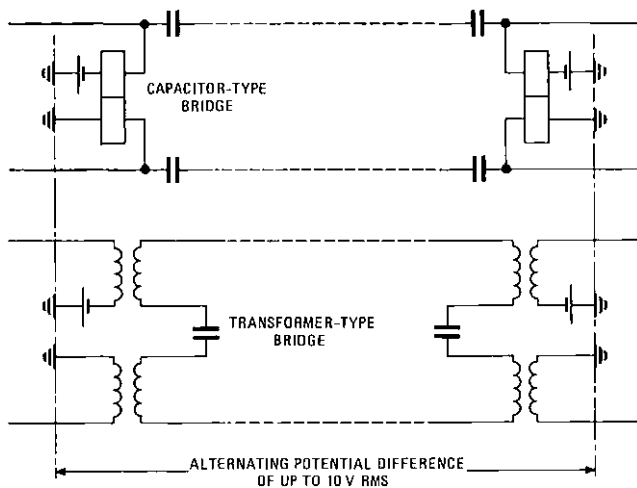 CAPACITOR-TYPE
BRIDGE
TRANSFORMER-TYPE
BRIDGE
ALTERNATING POTENTIAL DIFFERENCE
OF UP TO 10 V RMS